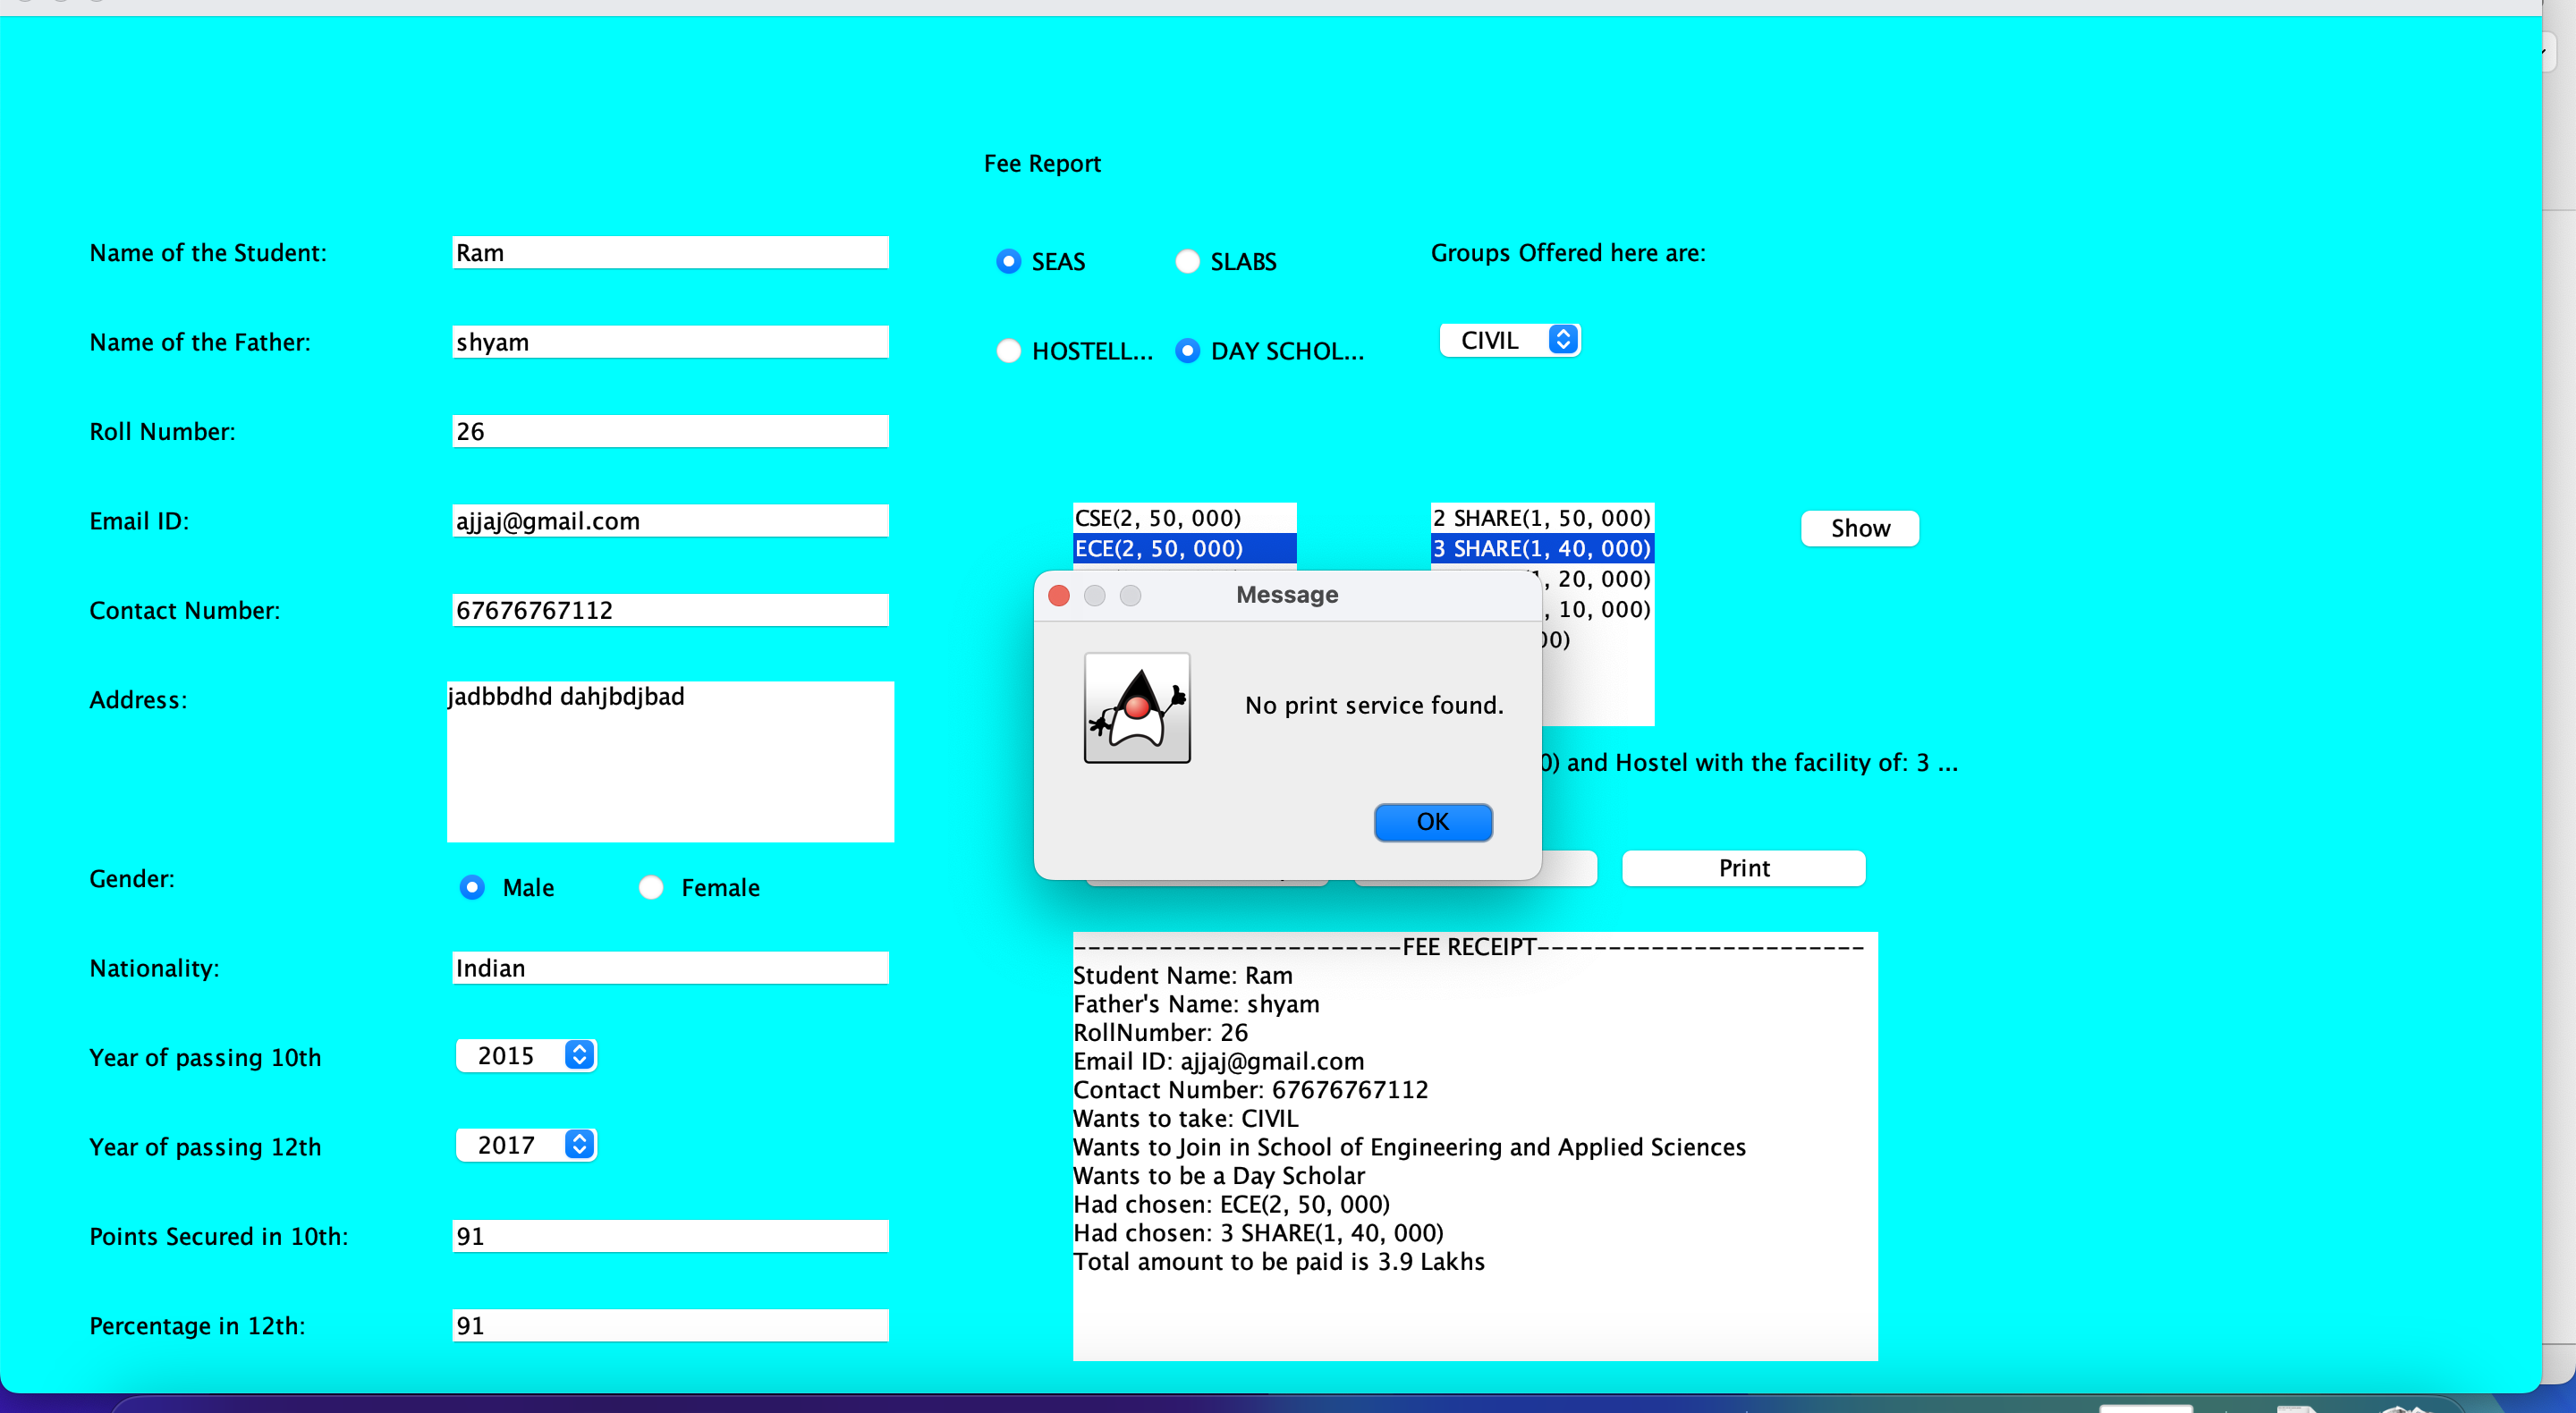 Fee Report
Name of the Student:
Ram
SEAS
SLABS
Groups Offered here are:
Name of the Father:
shyam
HOSTELL...
DAY SCHOL...
CIVIL
Roll Number:
26
Email ID:
ajjaj@gmail.com
CSE(2, 50, 000)
ECE(2, 50, 000)
2 SHARE(1, 50, 000)
3 SHARE(1, 40, 000)
, 20, 000)
, 10, 000)
00)
Show
Contact Number:
67676767112
Message
No print service found.
OK
Address:
jadbbdhd dahjbdjbad
0) and Hostel with the facility of: 3 ...
Gender:
Male
Female
Print
Nationality:
Indian
Year of passing 10th
2015
Year of passing 12th
2017
Points Secured in 10th:
91
Percentage in 12th:
91
-----------------------FEE RECEIPT-----------------------
Student Name: Ram
Father's Name: shyam
RollNumber: 26
Email ID: ajjaj@gmail.com
Contact Number: 67676767112
Wants to take: CIVIL
Wants to Join in School of Engineering and Applied Sciences
Wants to be a Day Scholar
Had chosen: ECE(2, 50, 000)
Had chosen: 3 SHARE(1, 40, 000)
Total amount to be paid is 3.9 Lakhs